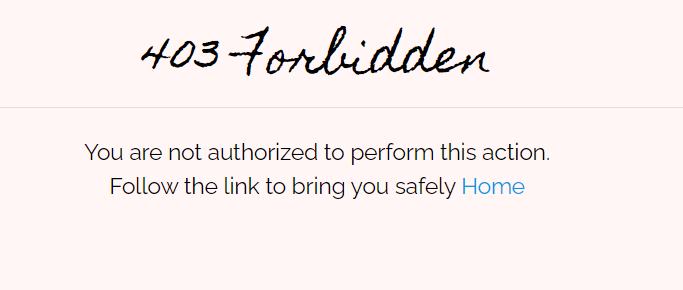 403 Forbidden
You are not authorized to perform this action.
Follow the link to bring you safely Home